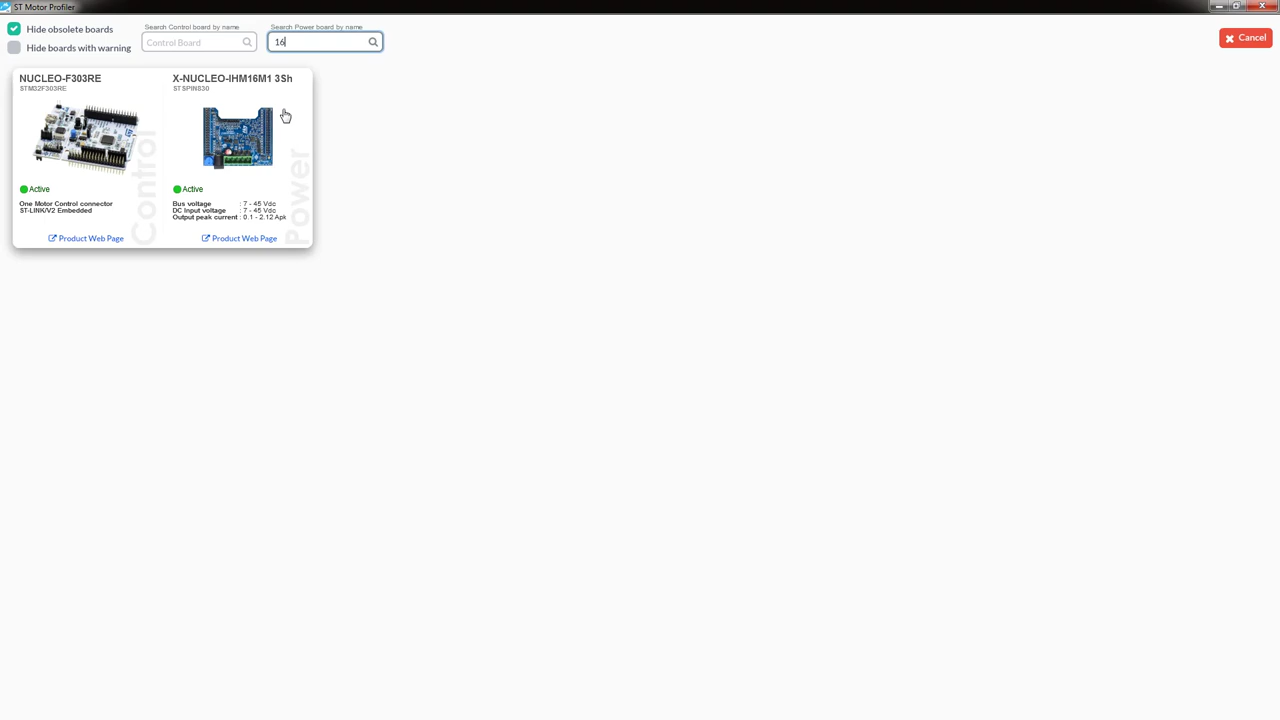 ST Motor Profiler
Hide obsolete boards
Hide boards with warning
Search Control board by name
Control Board
Search Power board by name
16
Cancel
NUCLEO-F303RE
STM32F303RE
Control
Active
One Motor Control connector
ST-LINK/V2 Embedded
Product Web Page
X-NUCLEO-IHM16M1 3Sh
STSPIN830
Power
Active
Bus voltage : 7 - 45 Vdc
DC Input voltage : 7 - 45 Vdc
Output peak current : 0.1 - 2.12 Apk
Product Web Page